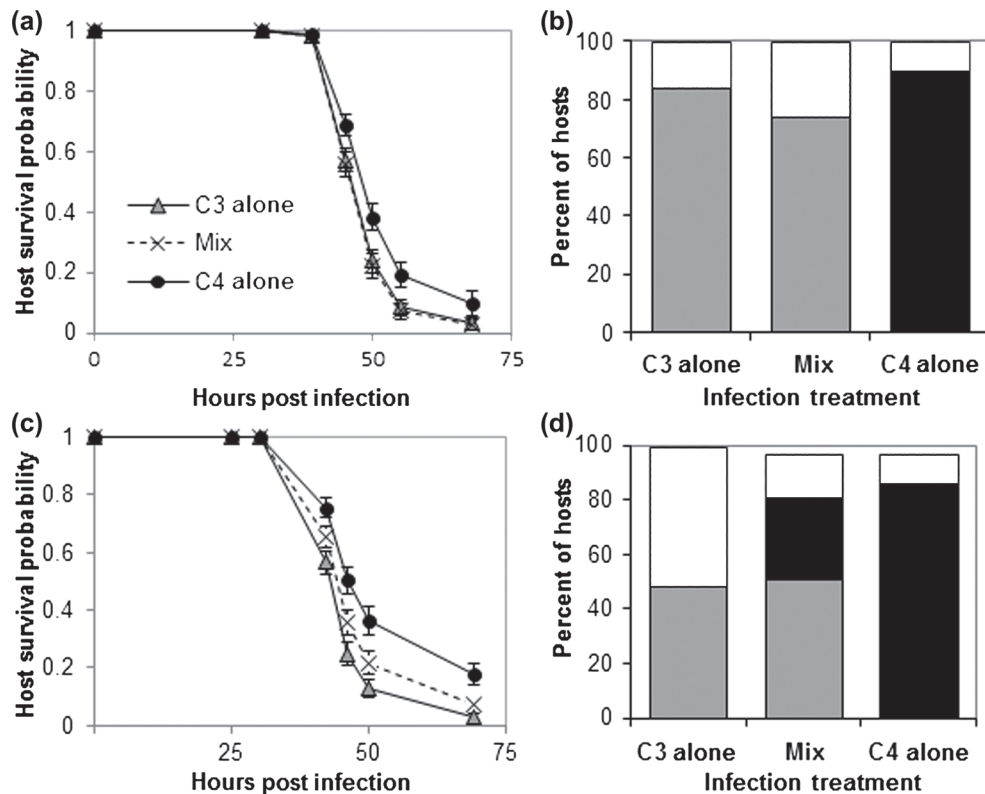 (a)
1
0.8
0.6
0.4
0.2
0
Host survival probability
C3 alone
Mix
C4 alone
0
25
50
75
Hours post infection
(b)
100
80
60
40
20
0
Percent of hosts
C3 alone
Mix
C4 alone
Infection treatment
(c)
1
0.8
0.6
0.4
0.2
0
Host survival probability
0
25
50
75
Hours post infection
(d)
100
80
60
40
20
0
Percent of hosts
C3 alone
Mix
C4 alone
Infection treatment